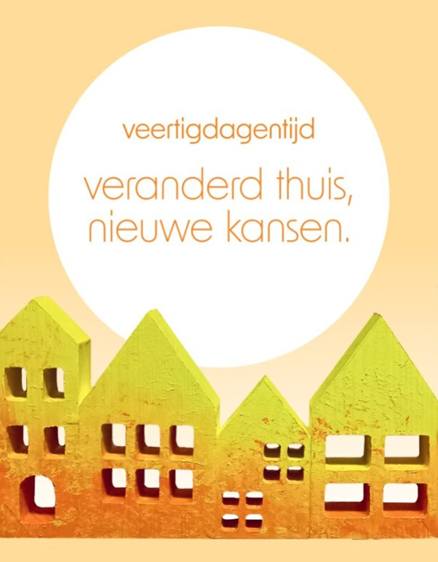 veertigdagentijd
veranderd thuis,
nieuwe kansen.